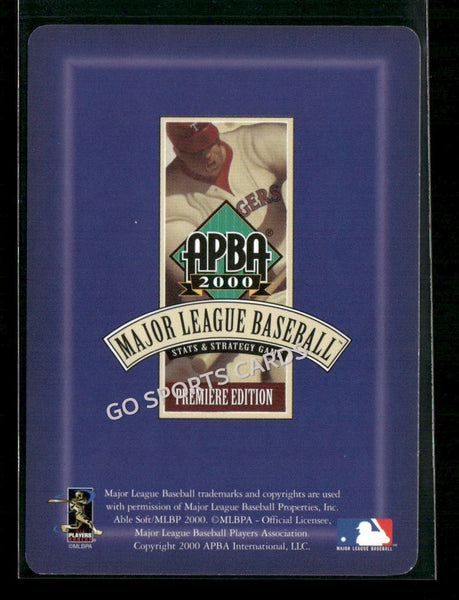 T
GERS
APBA®
2000
MAJOR LEAGUE BASEBALL™
STATS & STRATEGY GAME
GO SPORTS CARDS
PREMIERE EDITION
Major League Baseball trademarks and copyrights are used
with permission of Major League Baseball Properties, Inc.
Able Soft/MLBP 2000. ©MLBPA - Official Licensee,
Major League Baseball Players Association.
Copyright 2000 APBA International, LLC.
PLAYERS
CHOICE
©MLBPA
MAJOR LEAGUE BASEBALL